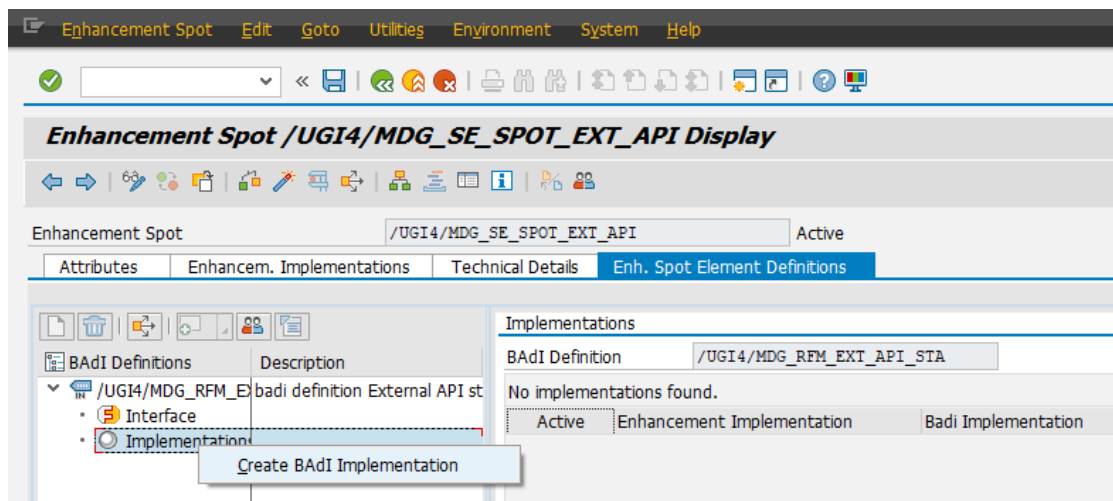 Enhancement Spot Edit Goto Utilities Environment System Help
Enhancement Spot /UGI4/MDG_SE_SPOT_EXT_API Display
Enhancement Spot /UGI4/MDG_SE_SPOT_EXT_API Active
Attributes Enhancem. Implementations Technical Details Enh. Spot Element Definitions
Implementations
BAdI Definitions Description
BAdI Definition /UGI4/MDG_RFM_EXT_API_STA
/UGI4/MDG_RFM_E badi definition External API st
No implementations found.
Interface
Active Enhancement Implementation Badi Implementation
Implementations
Create BAdI Implementation